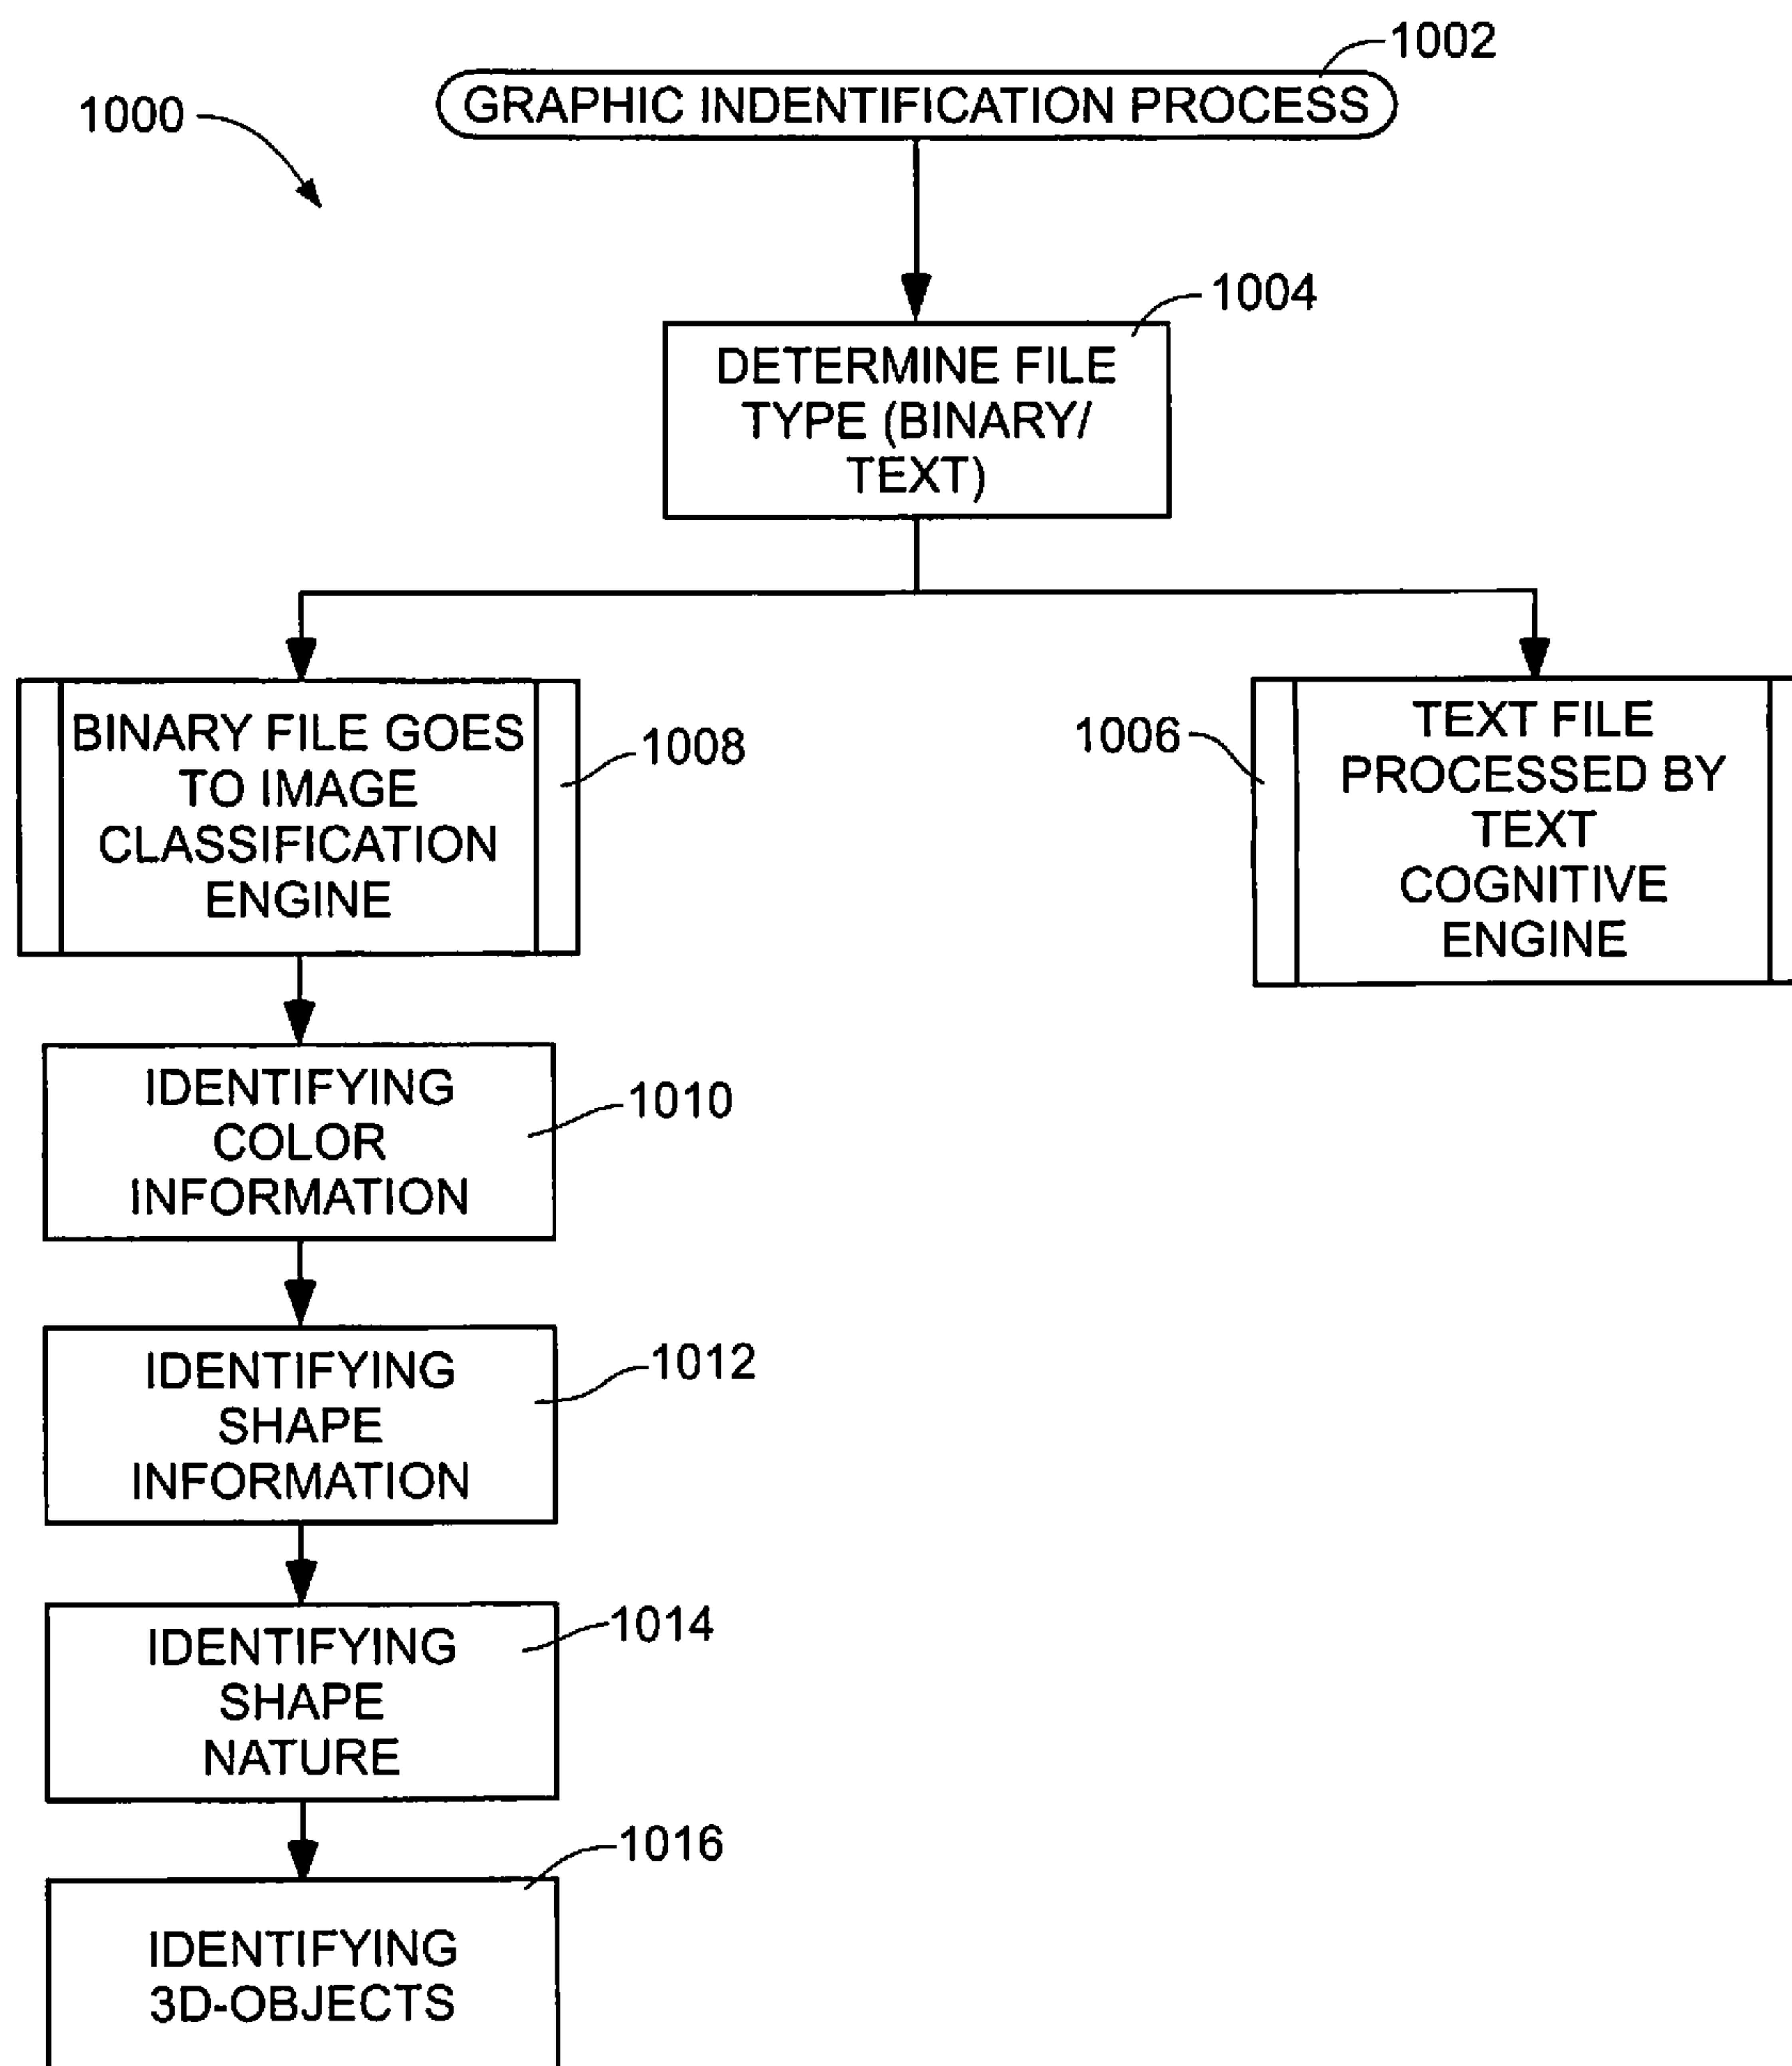 1002
GRAPHIC INDENTIFICATION PROCESS
1000
1004
DETERMINE FILE
TYPE (BINARY/
TEXT)
BINARY FILE GOES
TO IMAGE
CLASSIFICATION
ENGINE
1008
1006
TEXT FILE
PROCESSED BY
TEXT
COGNITIVE
ENGINE
IDENTIFYING
COLOR
INFORMATION
1010
IDENTIFYING
SHAPE
INFORMATION
1012
IDENTIFYING
SHAPE
NATURE
1014
1016
IDENTIFYING
3D-OBJECTS